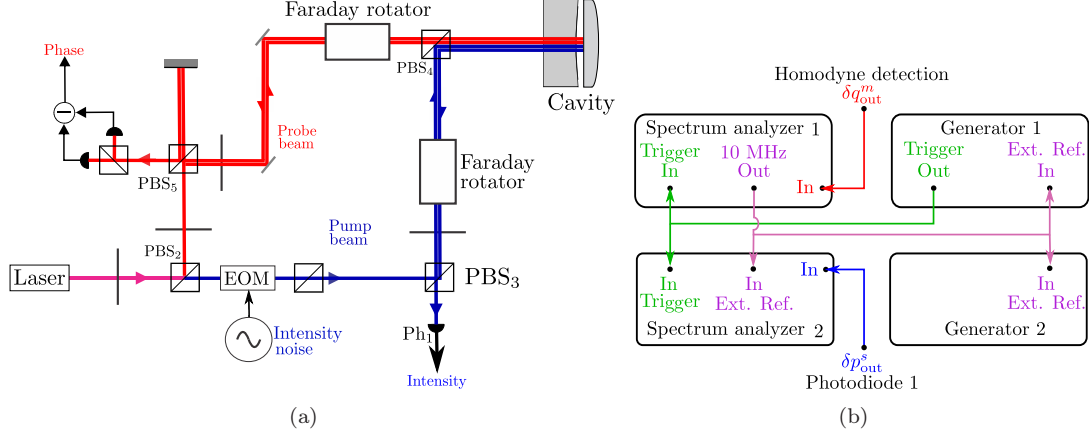 Faraday rotator
Phase
PBS4
Cavity
Probe
beam
PBS5
Faraday
rotator
PBS2
Pump
beam
Laser
EOM
PBS3
Ph1
Intensity
noise
Intensity
(a)
Homodyne detection
δq^m_out
Spectrum analyzer 1
Trigger
In
10 MHz
Out
In
Generator 1
Trigger
Out
Ext. Ref.
In
In
Trigger
In
Ext. Ref.
In
Spectrum analyzer 2
In
Ext. Ref.
Generator 2
δp^s_out
Photodiode 1
(b)